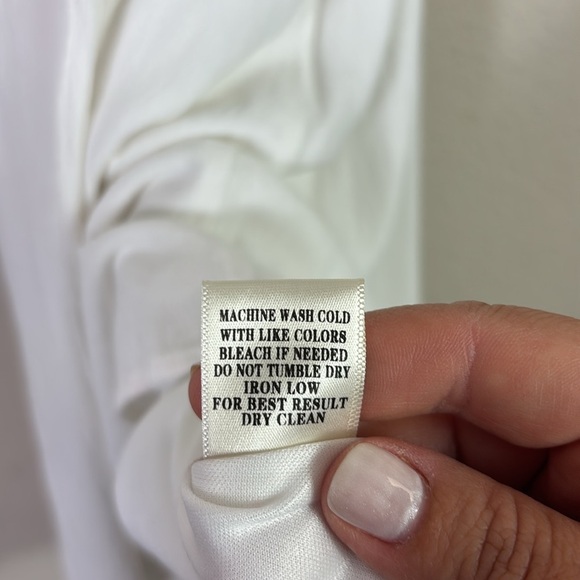 MACHINE WASH COLD
WITH LIKE COLORS
BLEACH IF NEEDED
DO NOT TUMBLE DRY
IRON LOW
FOR BEST RESULT
DRY CLEAN